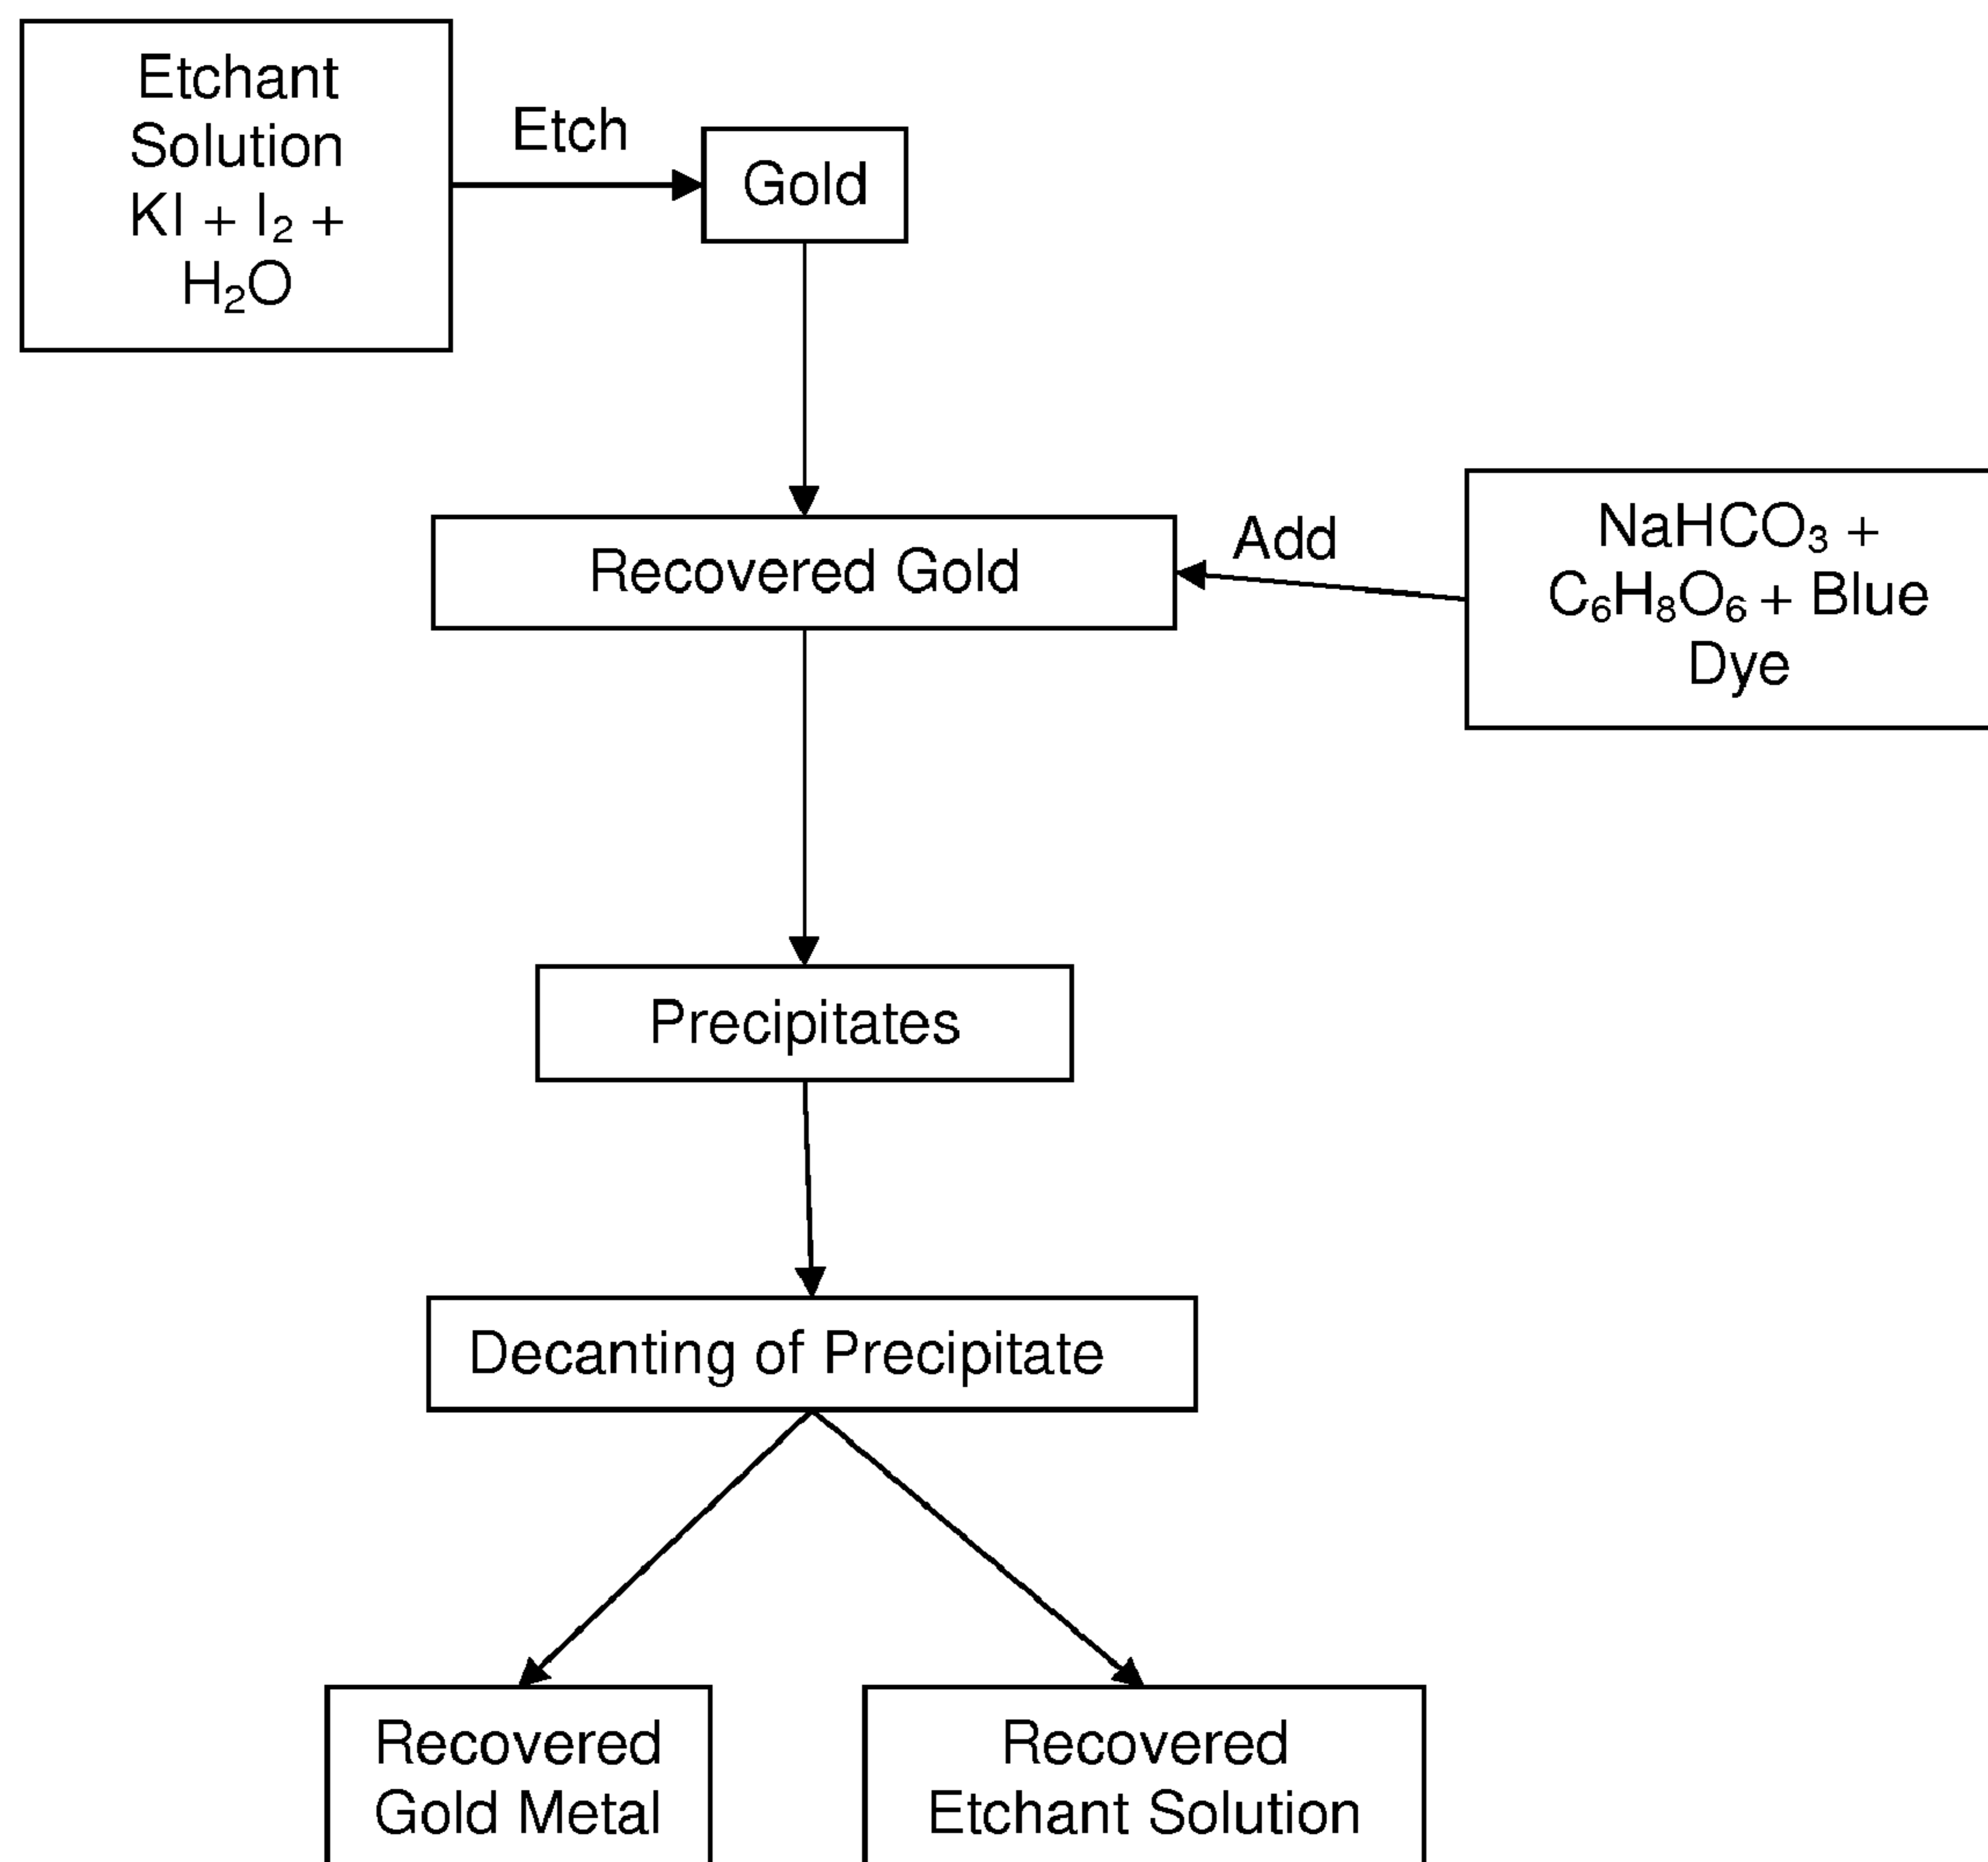 Etchant
Solution
KI + I₂ +
H₂O
Etch
Gold
Recovered Gold
Add
NaHCO₃ +
C₆H₈O₆ + Blue
Dye
Precipitates
Decanting of Precipitate
Recovered
Gold Metal
Recovered
Etchant Solution